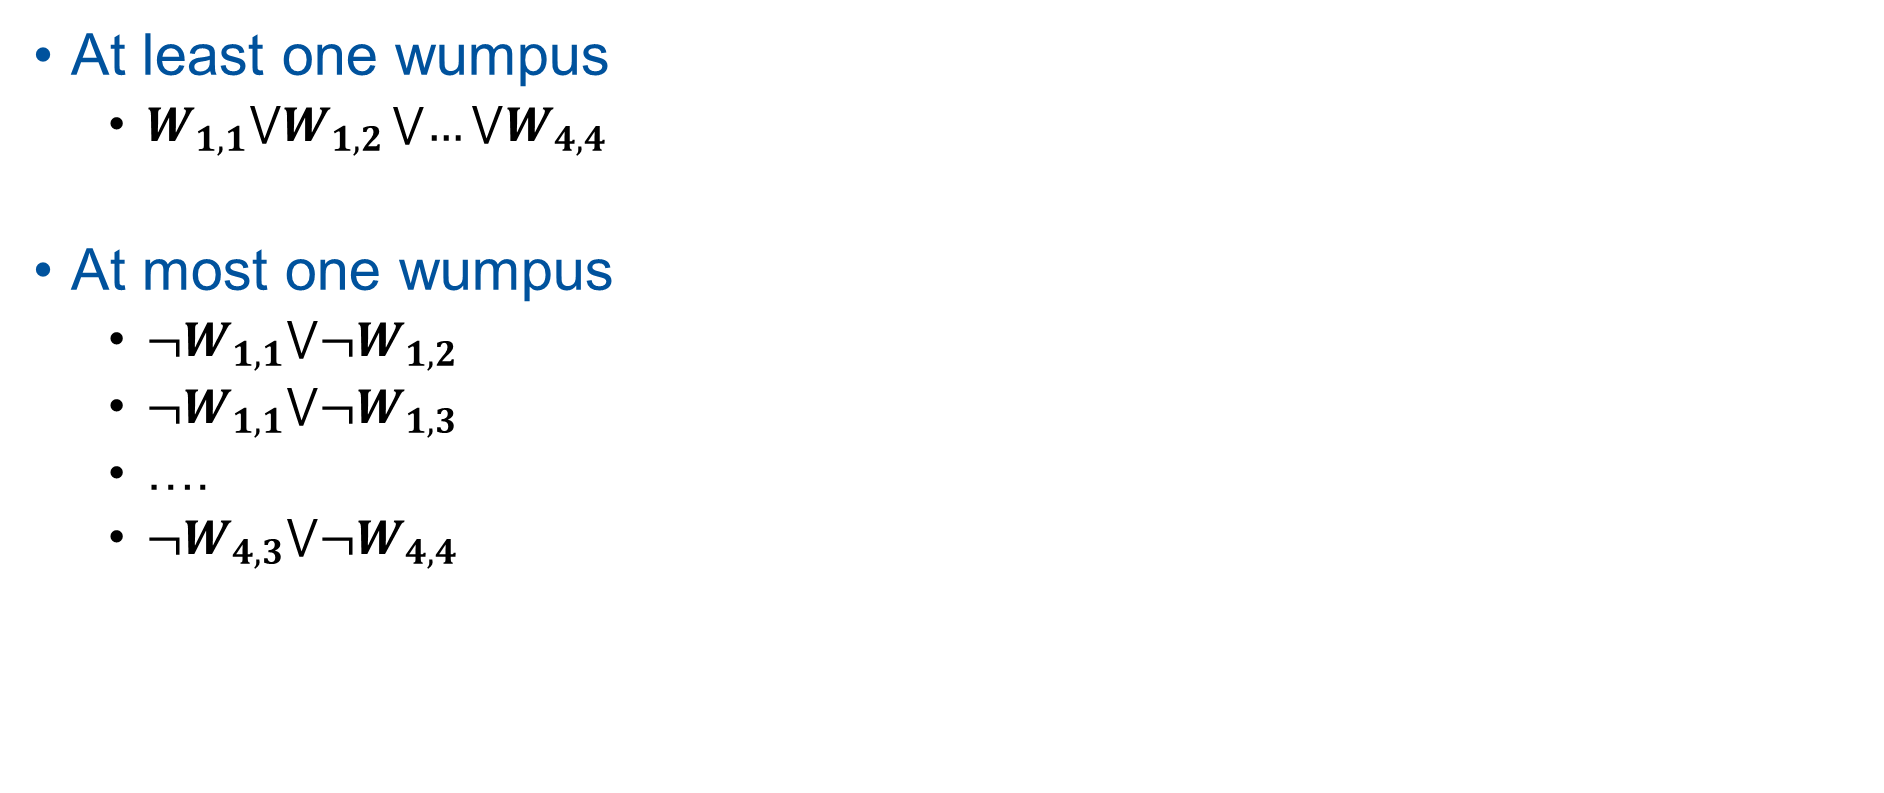 • At least one wumpus
• W1,1⋁W1,2 ⋁… ⋁W4,4
• At most one wumpus
• ¬W1,1⋁¬W1,2
• ¬W1,1⋁¬W1,3
• ….
• ¬W4,3⋁¬W4,4